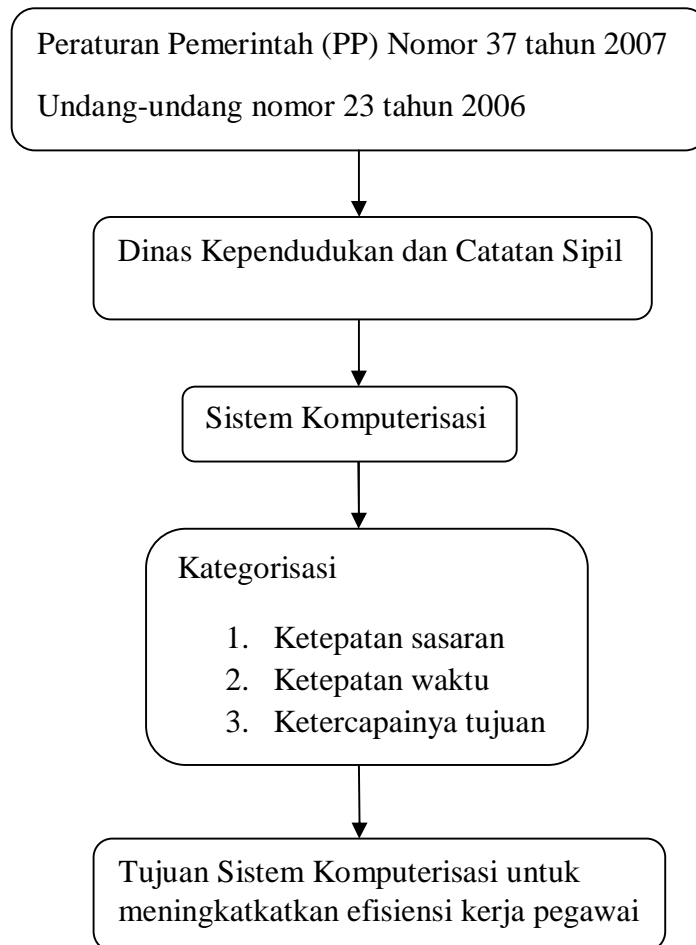 Peraturan Pemerintah (PP) Nomor 37 tahun 2007
Undang-undang nomor 23 tahun 2006
Dinas Kependudukan dan Catatan Sipil
Sistem Komputerisasi
Kategorisasi
1. Ketepatan sasaran
2. Ketepatan waktu
3. Ketercapainya tujuan
Tujuan Sistem Komputerisasi untuk
meningkatkatkan efisiensi kerja pegawai